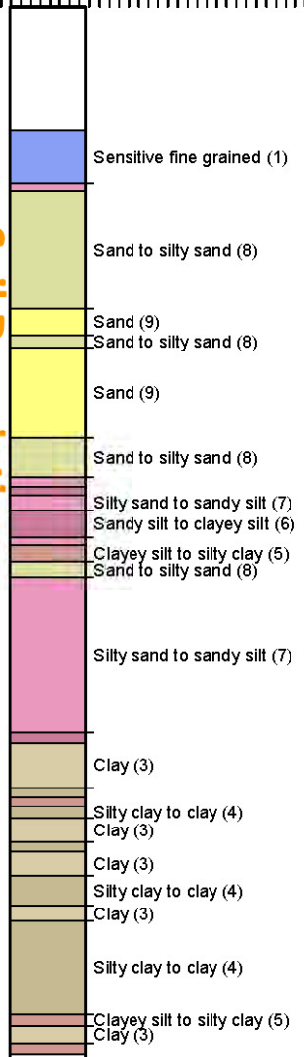 Sensitive fine grained (1)
Sand to silty sand (8)
Sand (9)
Sand to silty sand (8)
Sand (9)
Sand to silty sand (8)
Silty sand to sandy silt (7)
Sandy silt to clayey silt (6)
Clayey silt to silty clay (5)
Sand to silty sand (8)
Silty sand to sandy silt (7)
Clay (3)
Silty clay to clay (4)
Clay (3)
Clay (3)
Silty clay to clay (4)
Clay (3)
Silty clay to clay (4)
Clayey silt to silty clay (5)
Clay (3)